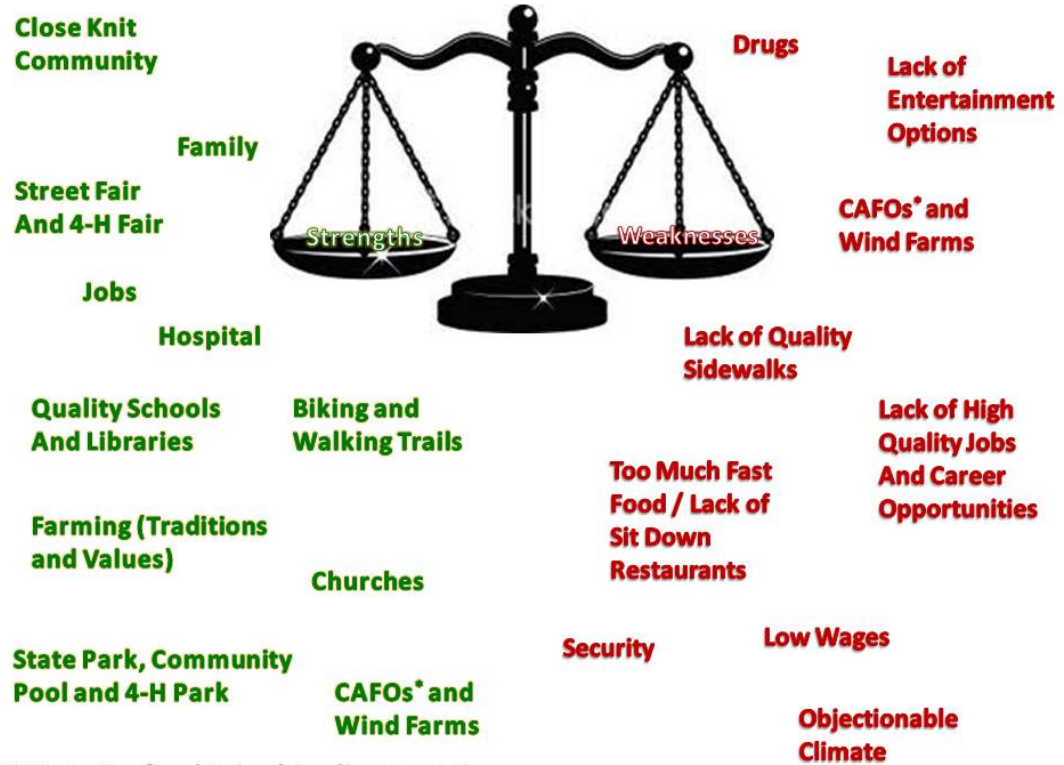 Close Knit
Community
Family
Street Fair
And 4-H Fair
Jobs
Hospital
Quality Schools
And Libraries
Biking and
Walking Trails
Farming (Traditions
and Values)
Churches
State Park, Community
Pool and 4-H Park
CAFOs* and
Wind Farms
Strengths
Weaknesses
Drugs
Lack of
Entertainment
Options
CAFOs* and
Wind Farms
Lack of Quality
Sidewalks
Lack of High
Quality Jobs
And Career
Opportunities
Too Much Fast
Food / Lack of
Sit Down
Restaurants
Security
Low Wages
Objectionable
Climate